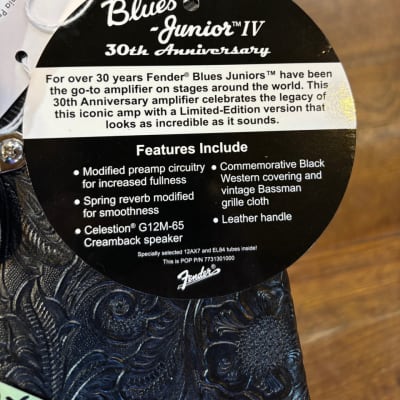 Blues
Junior™ IV
30th Anniversary
For over 30 years Fender® Blues Juniors™ have been
the go-to amplifier on stages around the world. This
30th Anniversary amplifier celebrates the legacy of
this iconic amp with a Limited-Edition version that
looks as incredible as it sounds.
Features Include
• Modified preamp circuitry
for increased fullness
• Spring reverb modified
for smoothness
• Celestion® G12M-65
Creamback speaker
• Commemorative Black
Western covering and
vintage Bassman
grille cloth
• Leather handle
Specially selected 12AX7 and EL84 tubes inside!
This is POP P/N 7731301000
Fender